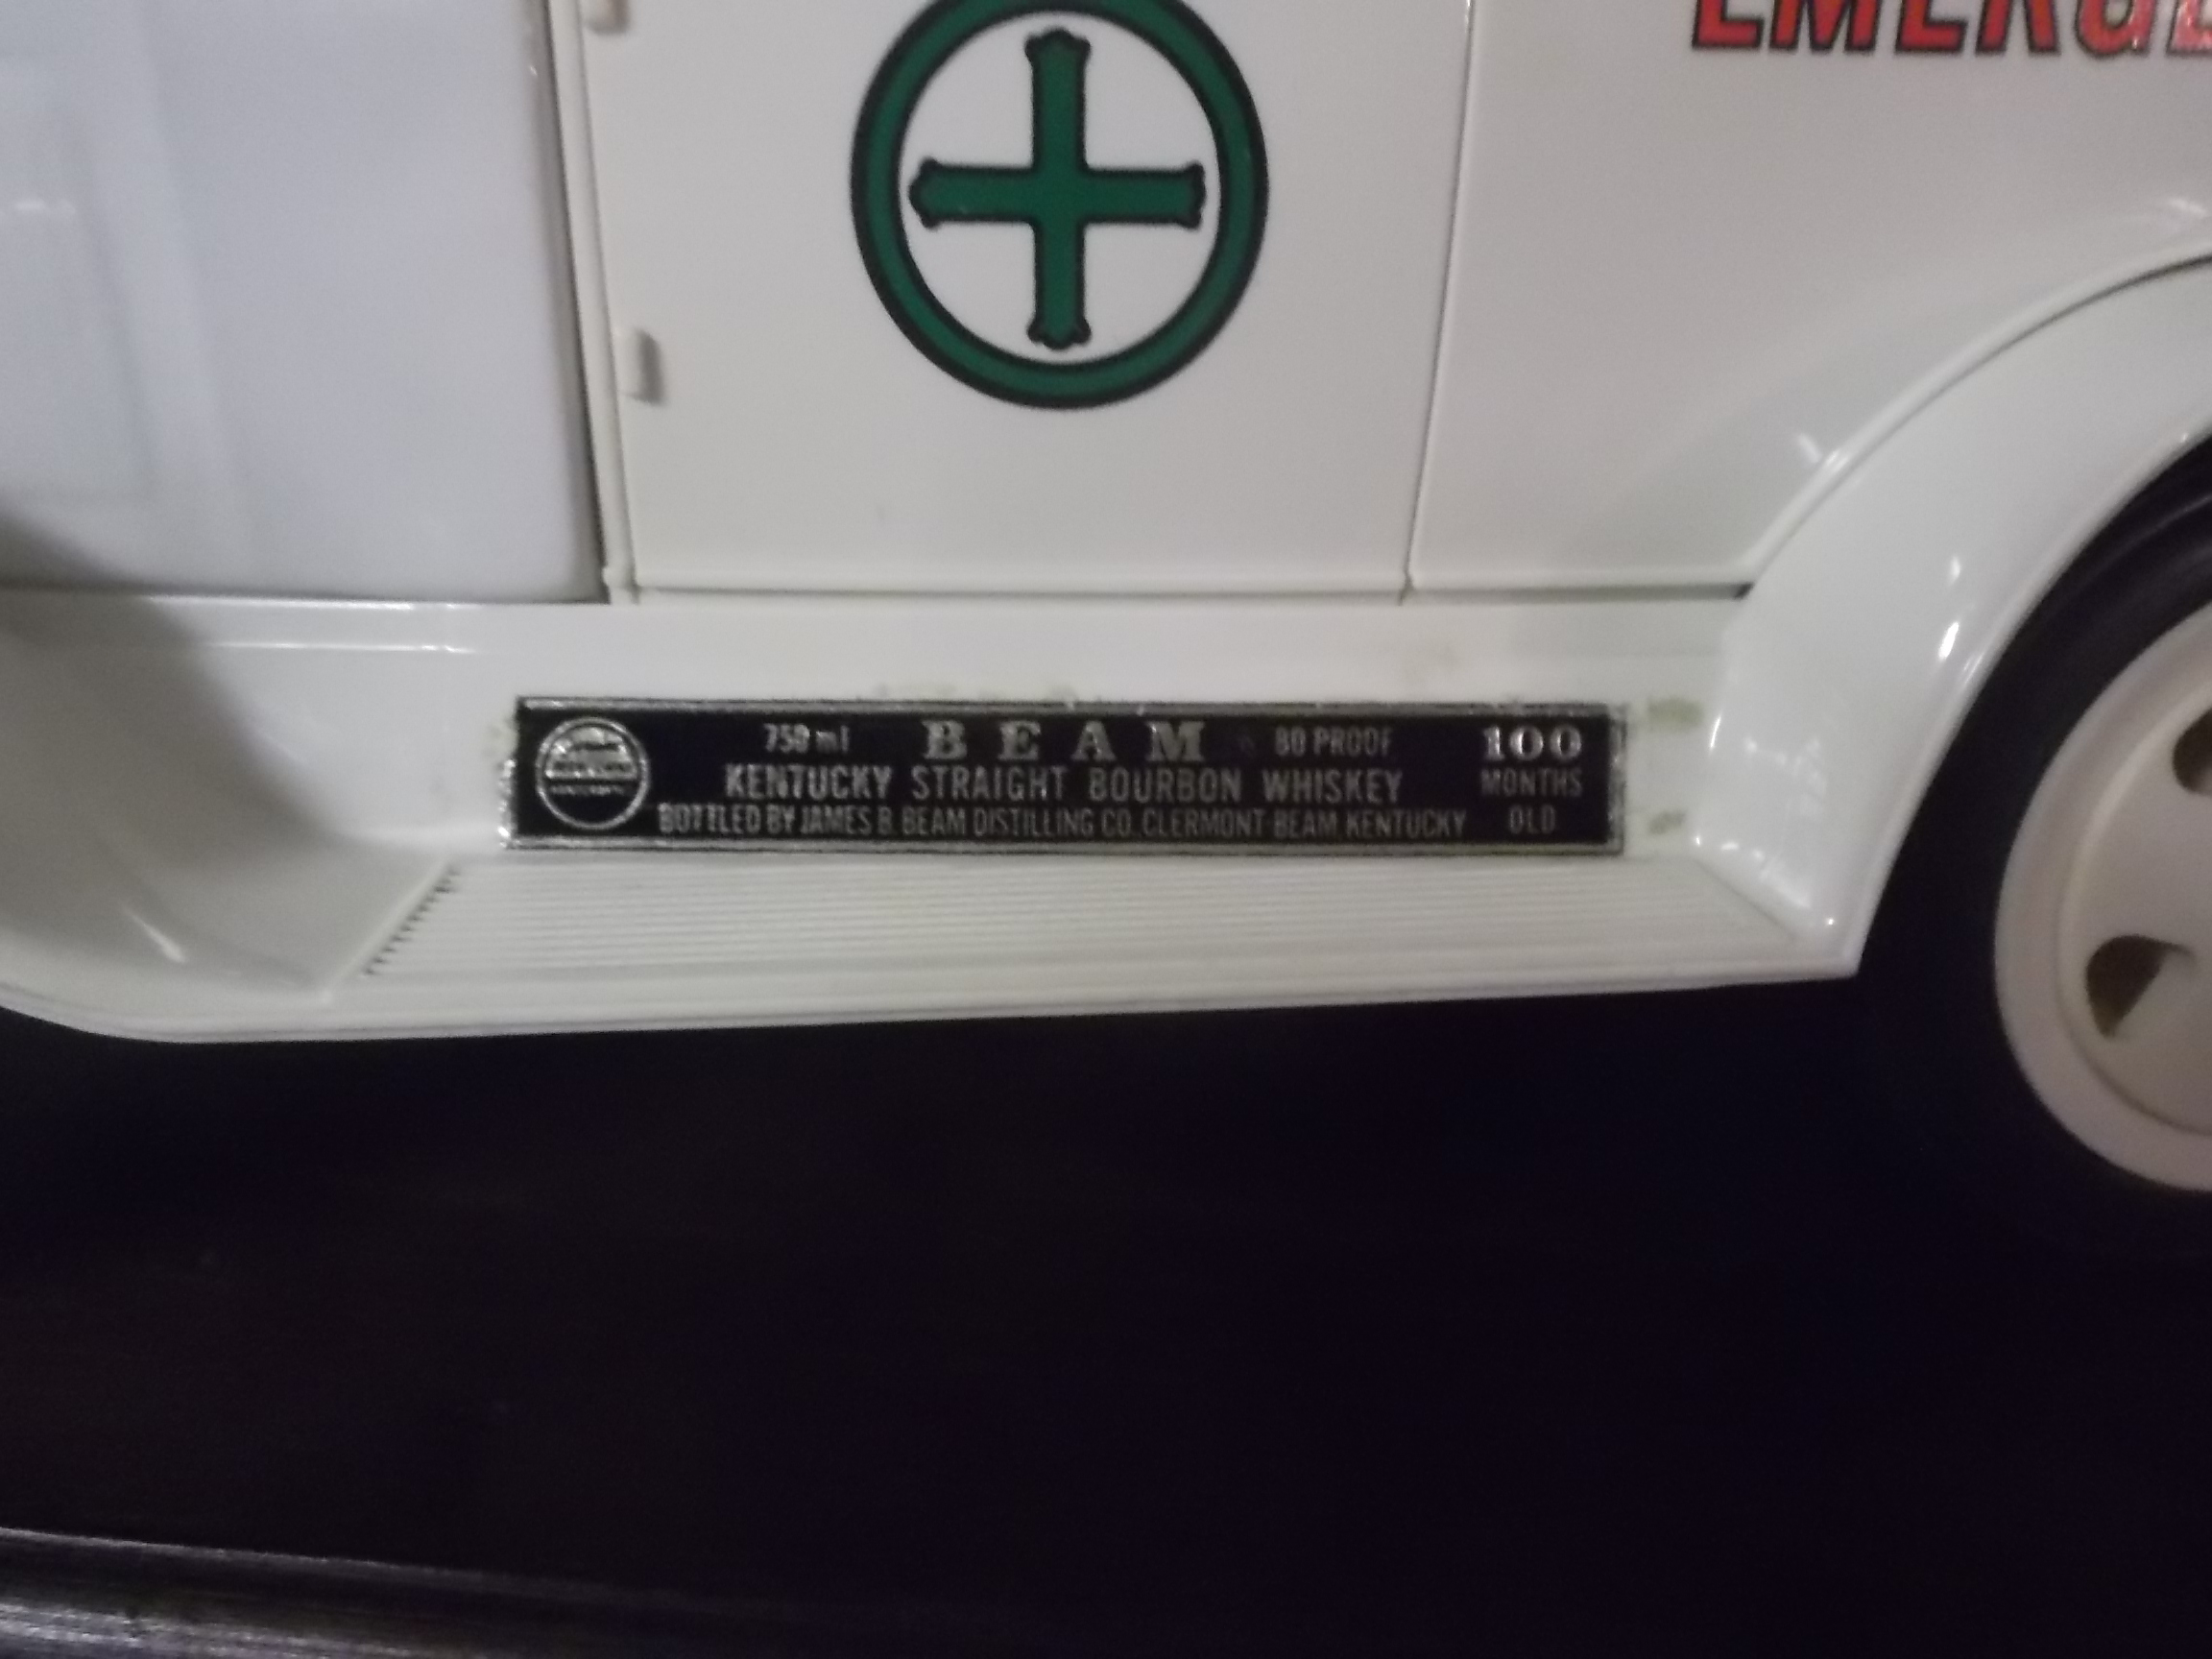 EMERGE
750 ml BEAM 80 PROOF 100
KENTUCKY STRAIGHT BOURBON WHISKEY MONTHS
BOTTLED BY JAMES B. BEAM DISTILLING CO. CLERMONT BEAM, KENTUCKY OLD